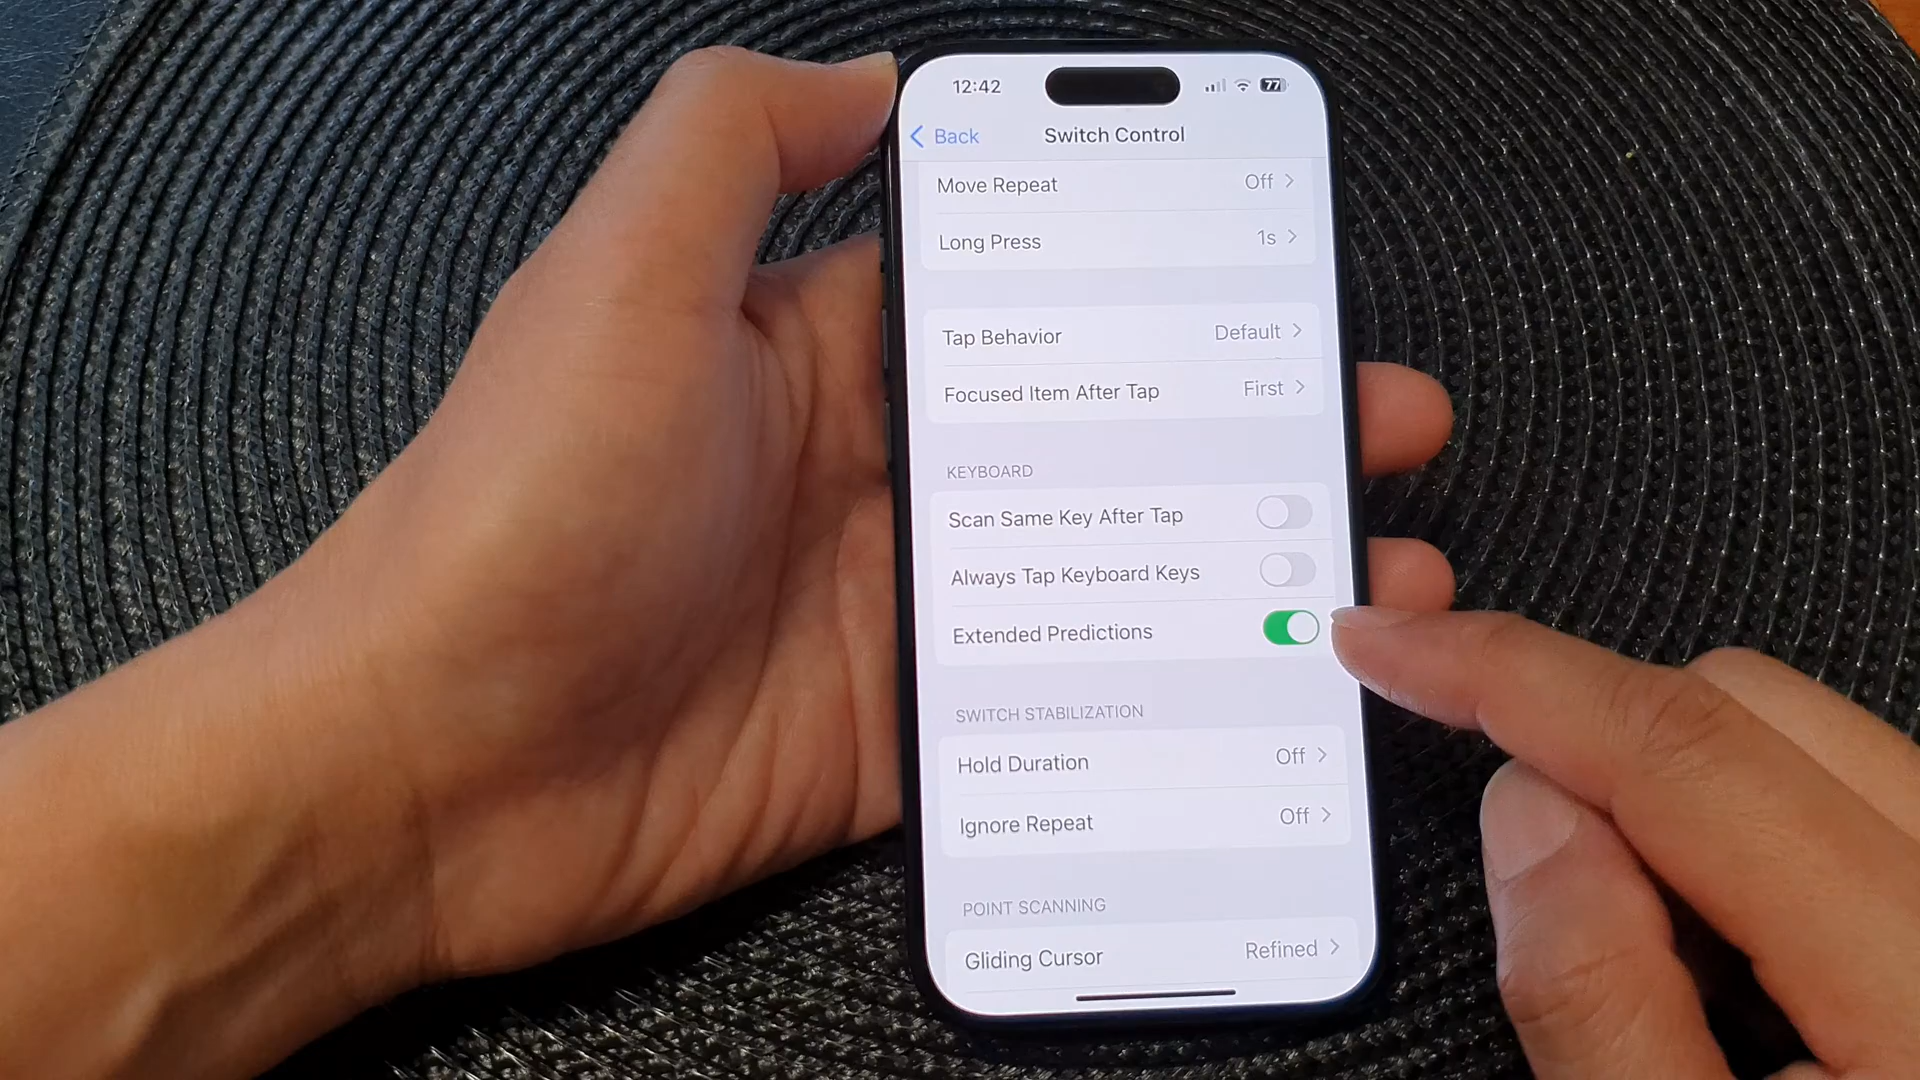 12:42 77
Back Switch Control
Move Repeat Off
Long Press 1s
Tap Behavior Default
Focused Item After Tap First
KEYBOARD
Scan Same Key After Tap
Always Tap Keyboard Keys
Extended Predictions
SWITCH STABILIZATION
Hold Duration Off
Ignore Repeat Off
POINT SCANNING
Gliding Cursor Refined